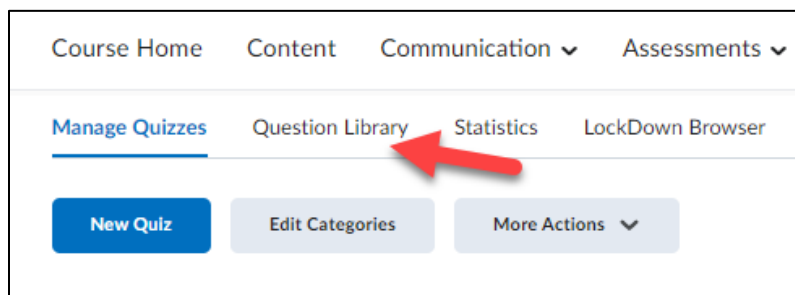 Course Home Content Communication Assessments
Manage Quizzes Question Library Statistics LockDown Browser
New Quiz Edit Categories More Actions